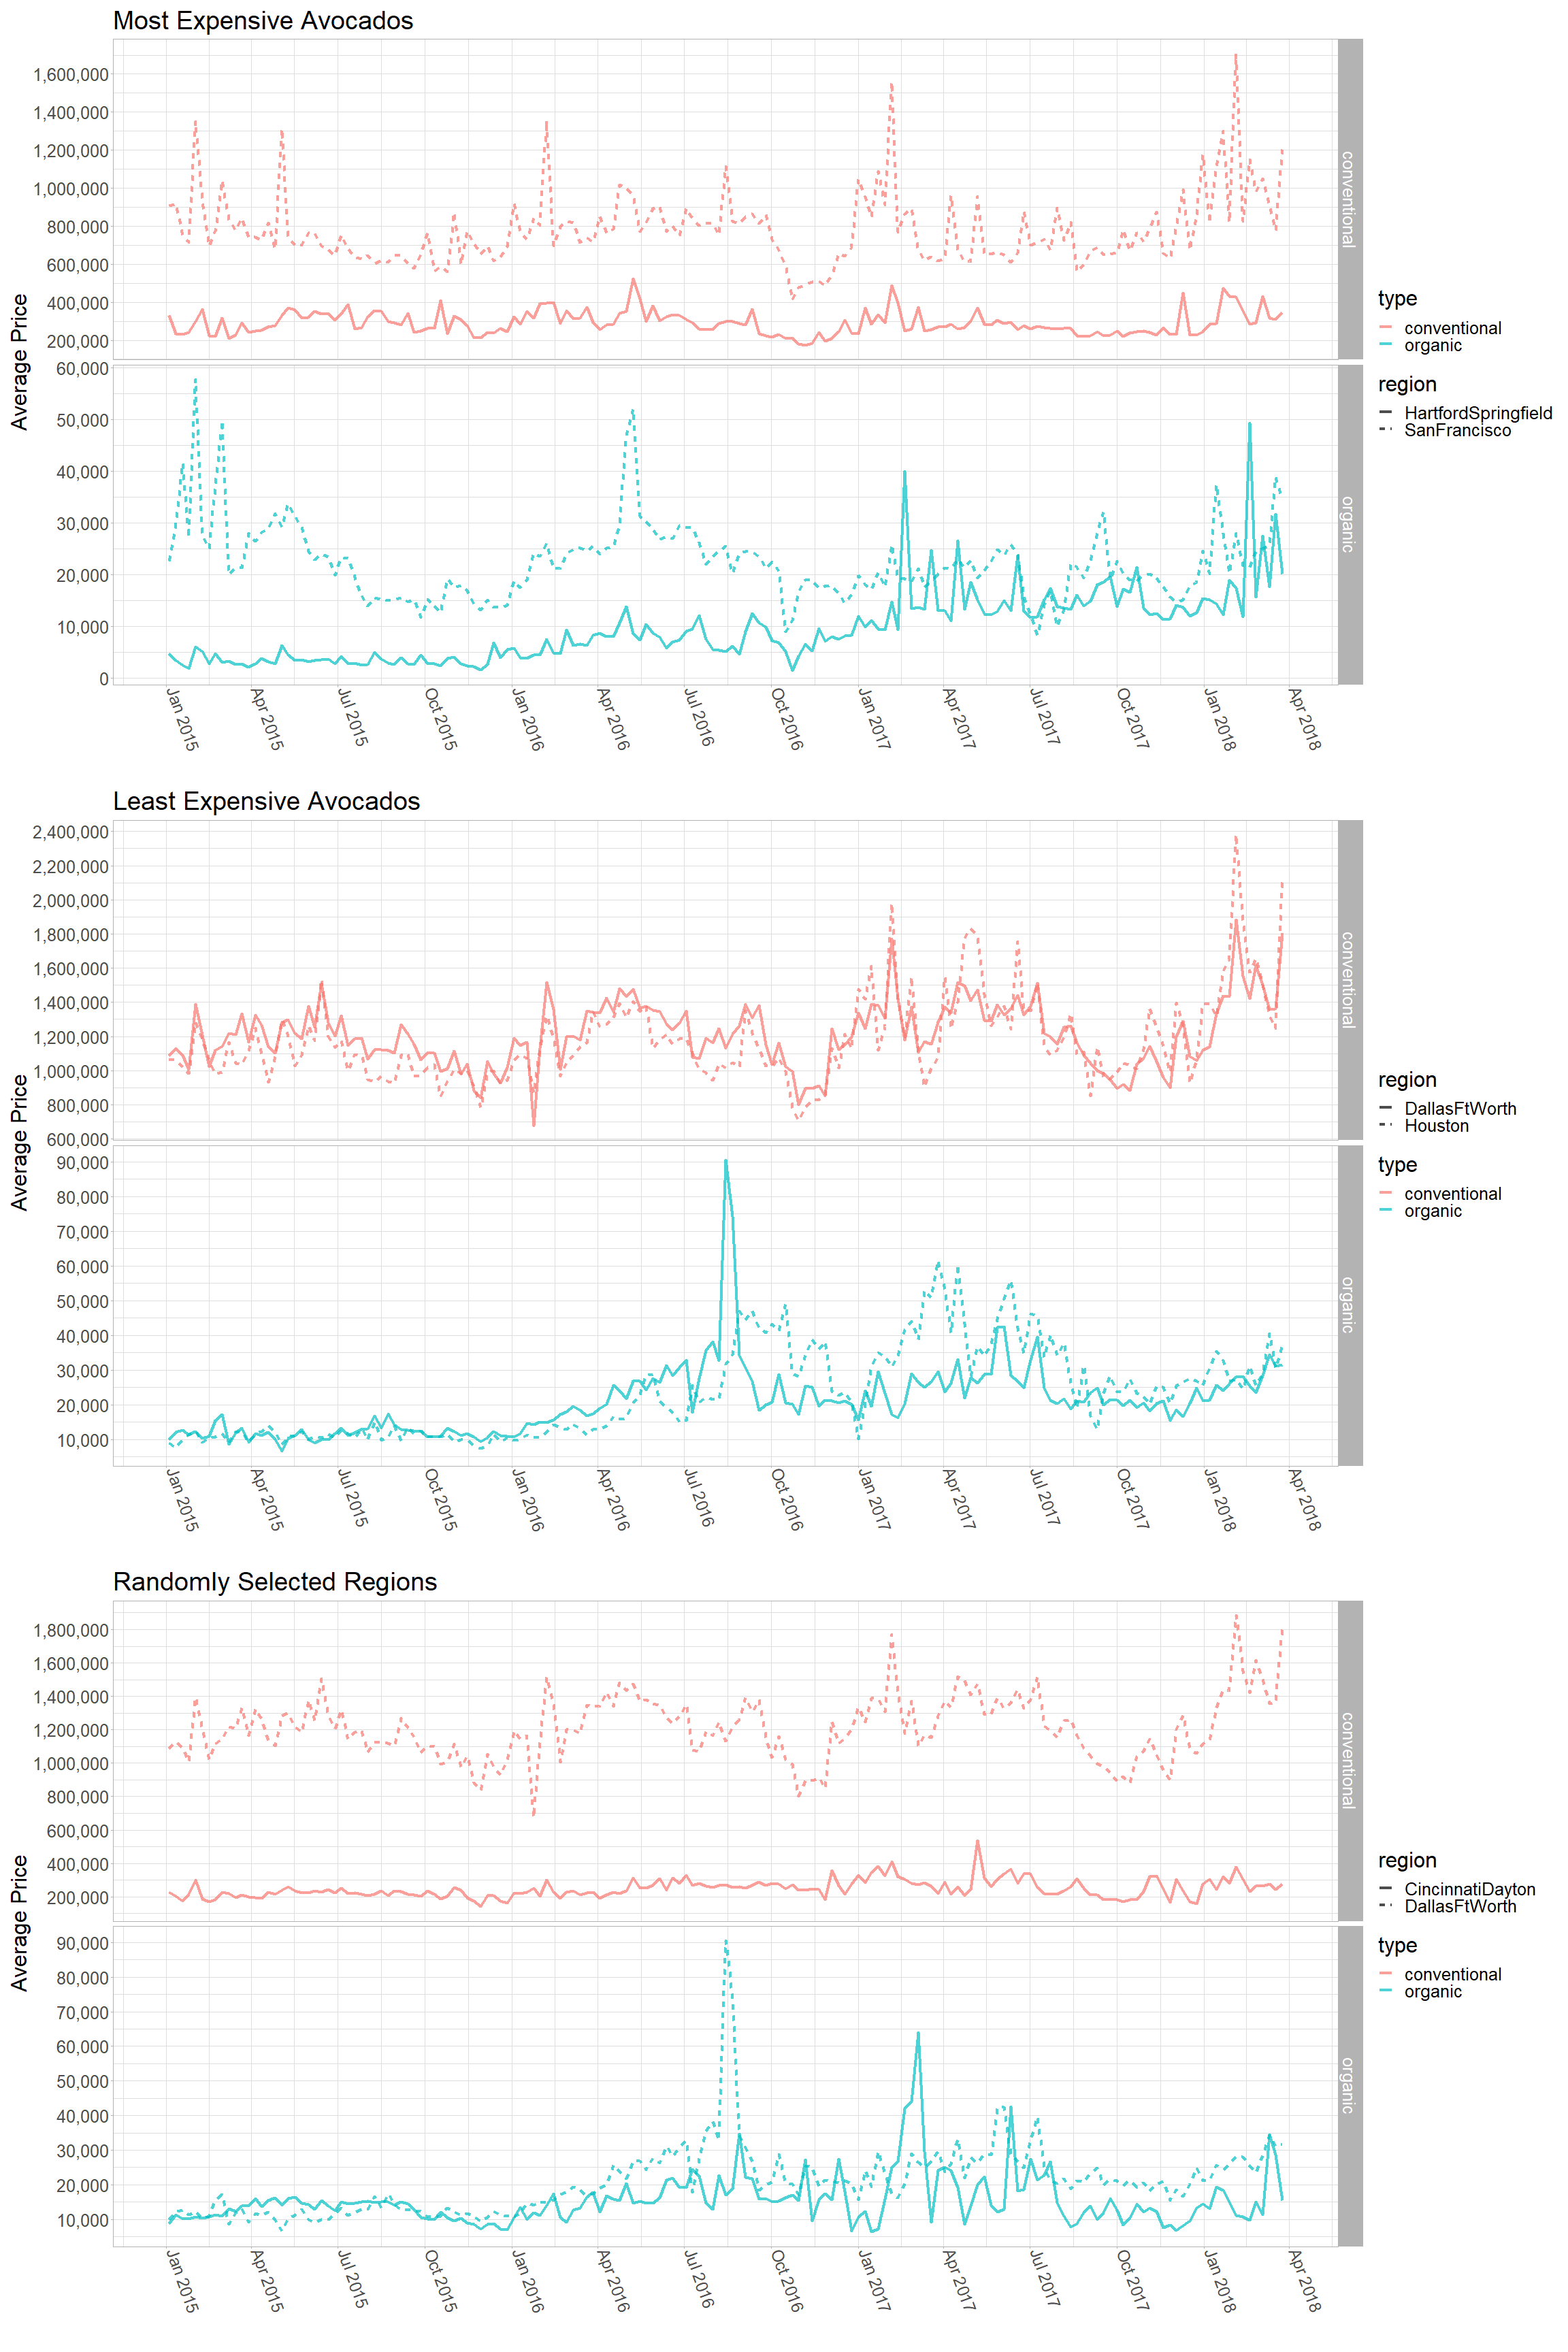 Most Expensive Avocados
Average Price
1,600,000
1,400,000
1,200,000
1,000,000
800,000
600,000
400,000
200,000
conventional
60,000
50,000
40,000
30,000
20,000
10,000
0
organic
Jan 2015
Apr 2015
Jul 2015
Oct 2015
Jan 2016
Apr 2016
Jul 2016
Oct 2016
Jan 2017
Apr 2017
Jul 2017
Oct 2017
Jan 2018
Apr 2018
type
conventional
organic
region
HartfordSpringfield
SanFrancisco
Least Expensive Avocados
Average Price
2,400,000
2,200,000
2,000,000
1,800,000
1,600,000
1,400,000
1,200,000
1,000,000
800,000
600,000
conventional
90,000
80,000
70,000
60,000
50,000
40,000
30,000
20,000
10,000
organic
Jan 2015
Apr 2015
Jul 2015
Oct 2015
Jan 2016
Apr 2016
Jul 2016
Oct 2016
Jan 2017
Apr 2017
Jul 2017
Oct 2017
Jan 2018
Apr 2018
region
DallasFtWorth
Houston
type
conventional
organic
Randomly Selected Regions
Average Price
1,800,000
1,600,000
1,400,000
1,200,000
1,000,000
800,000
600,000
400,000
200,000
conventional
90,000
80,000
70,000
60,000
50,000
40,000
30,000
20,000
10,000
organic
Jan 2015
Apr 2015
Jul 2015
Oct 2015
Jan 2016
Apr 2016
Jul 2016
Oct 2016
Jan 2017
Apr 2017
Jul 2017
Oct 2017
Jan 2018
Apr 2018
region
CincinnatiDayton
DallasFtWorth
type
conventional
organic